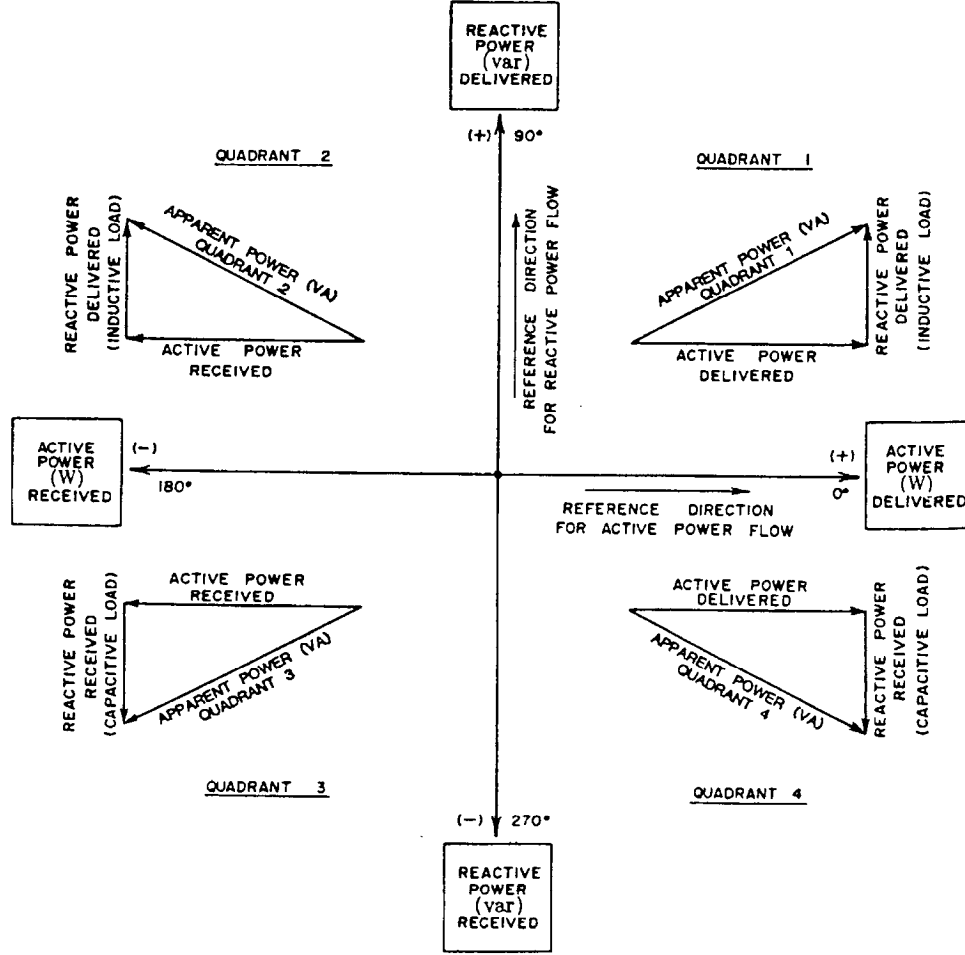 REACTIVE
POWER
(var)
DELIVERED
(+)
90°
QUADRANT 2
QUADRANT 1
REACTIVE POWER
DELIVERED
(INDUCTIVE LOAD)
APPARENT POWER (VA)
QUADRANT 2
ACTIVE POWER
RECEIVED
REFERENCE DIRECTION
FOR REACTIVE POWER FLOW
APPARENT POWER (VA)
QUADRANT 1
ACTIVE POWER
DELIVERED
REACTIVE POWER
DELIVERED
(INDUCTIVE LOAD)
ACTIVE
POWER
(W)
RECEIVED
(-)
180°
(+)
0°
REFERENCE DIRECTION
FOR ACTIVE POWER FLOW
ACTIVE
POWER
(W)
DELIVERED
REACTIVE POWER
RECEIVED
(CAPACITIVE LOAD)
ACTIVE POWER
RECEIVED
APPARENT POWER (VA)
QUADRANT 3
ACTIVE POWER
DELIVERED
APPARENT POWER (VA)
QUADRANT 4
REACTIVE POWER
RECEIVED
(CAPACITIVE LOAD)
QUADRANT 3
QUADRANT 4
(-)
270°
REACTIVE
POWER
(var)
RECEIVED